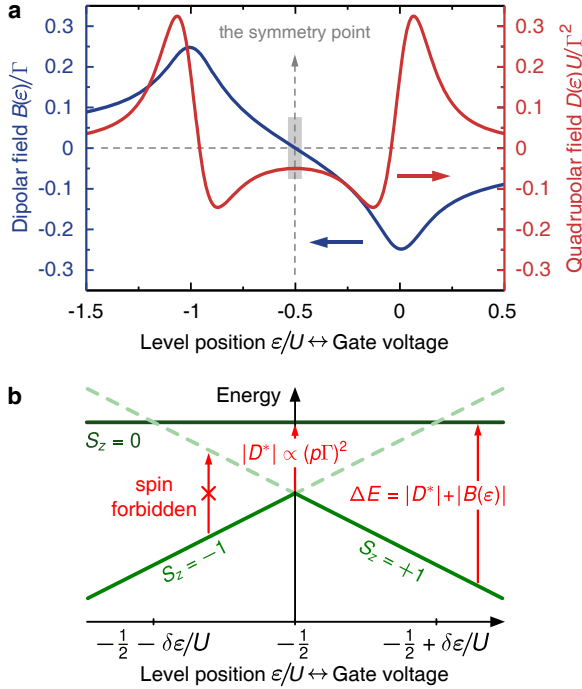 a
the symmetry point
Dipolar field B(ε)/Γ
Quadrupolar field D(ε)U/Γ²
0.3
0.2
0.1
0
-0.1
-0.2
-0.3
0.3
0.2
0.1
0
-0.1
-0.2
-0.3
-1.5
-1
-0.5
0
0.5
Level position ε/U ↔ Gate voltage
b
Energy
S_z = 0
|D*| ∝ (pΓ)²
spin
forbidden
ΔE = |D*|+|B(ε)|
S_z = −1
S_z = +1
−1/2 − δε/U
−1/2
−1/2 + δε/U
Level position ε/U ↔ Gate voltage